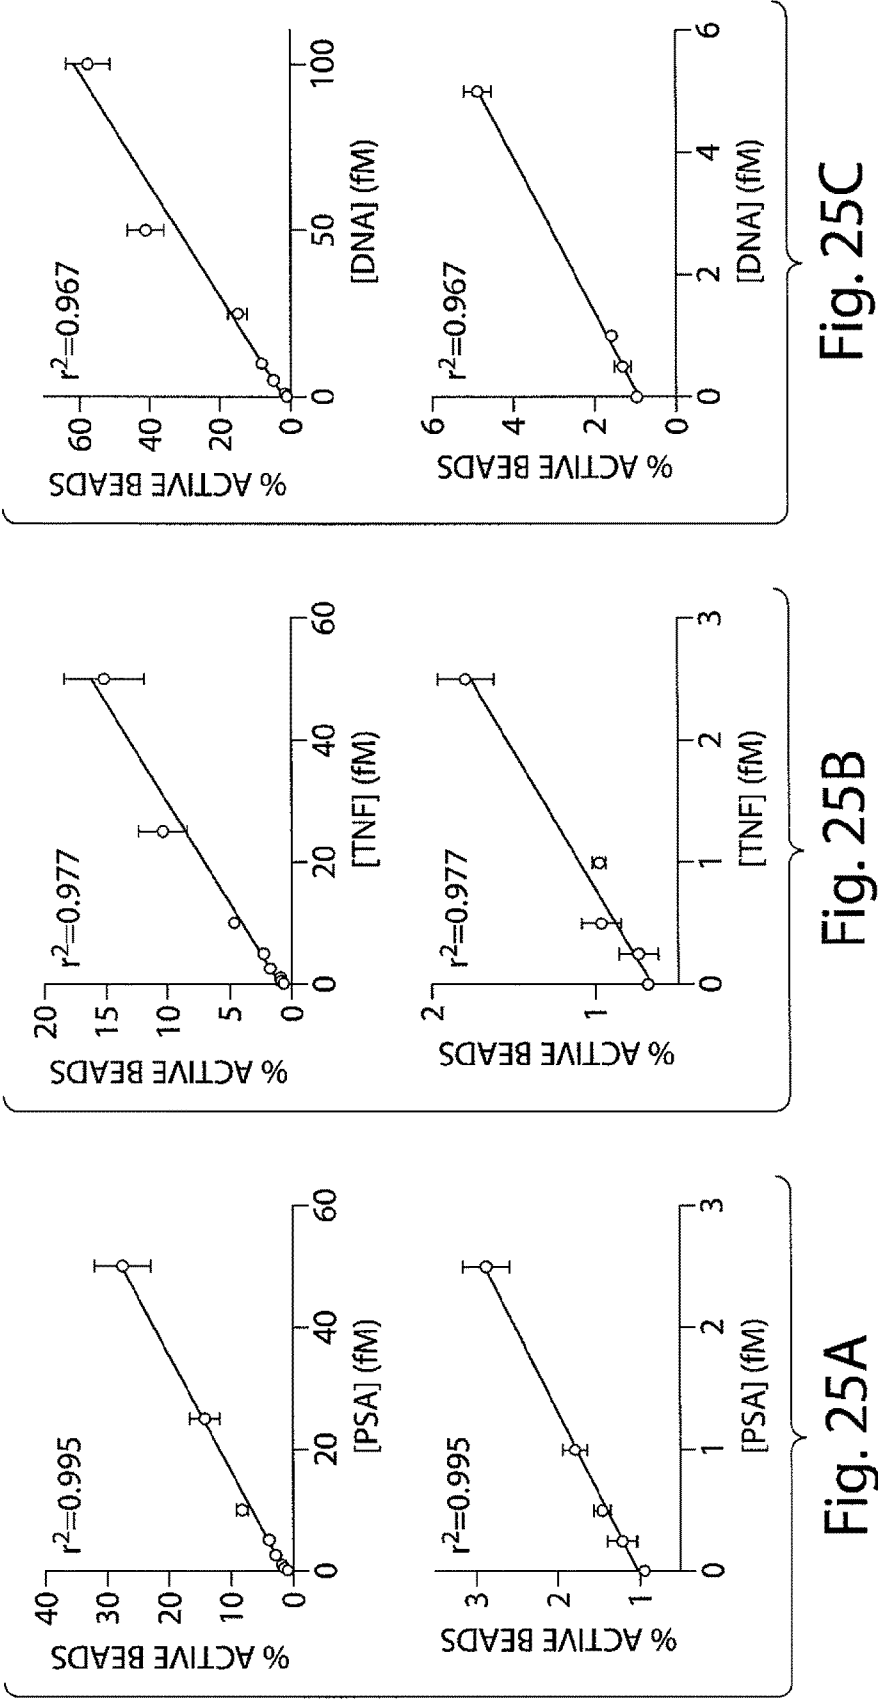 r²=0.995
% ACTIVE BEADS
40
30
20
10
0
0 20 40 60
[PSA] (fM)
r²=0.995
% ACTIVE BEADS
3
2
1
0 1 2 3
[PSA] (fM)
Fig. 25A
r²=0.977
% ACTIVE BEADS
20
15
10
5
0
0 20 40 60
[TNF] (fM)
r²=0.977
% ACTIVE BEADS
2
1
0 1 2 3
[TNF] (fM)
Fig. 25B
r²=0.967
% ACTIVE BEADS
60
40
20
0
0 50 100
[DNA] (fM)
r²=0.967
% ACTIVE BEADS
6
4
2
0
0 2 4 6
[DNA] (fM)
Fig. 25C